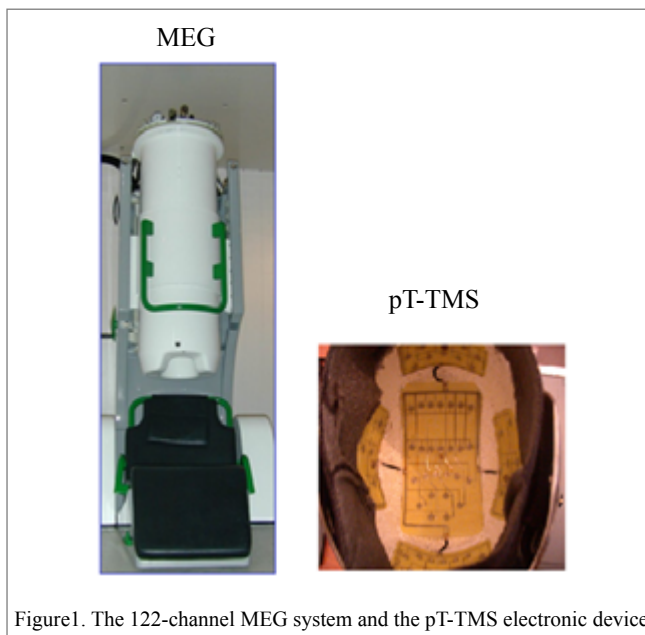 MEG
pT-TMS
Figure1. The 122-channel MEG system and the pT-TMS electronic device